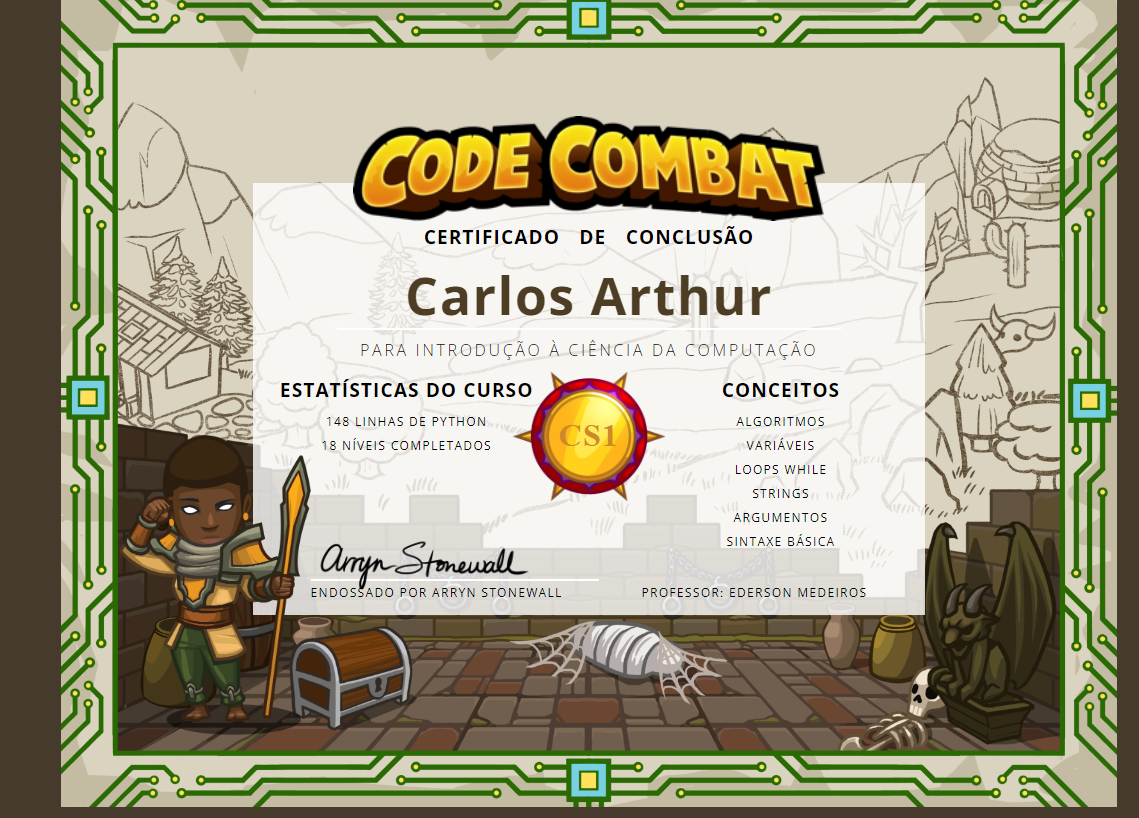 CODE COMBAT
CERTIFICADO DE CONCLUSÃO
Carlos Arthur
PARA INTRODUÇÃO À CIÊNCIA DA COMPUTAÇÃO
ESTATÍSTICAS DO CURSO
148 LINHAS DE PYTHON
18 NÍVEIS COMPLETADOS
CS1
CONCEITOS
ALGORITMOS
VARIÁVEIS
LOOPS WHILE
STRINGS
ARGUMENTOS
SINTAXE BÁSICA
Arryn Stonewall
ENDOSSADO POR ARRYN STONEWALL
PROFESSOR: EDERSON MEDEIROS